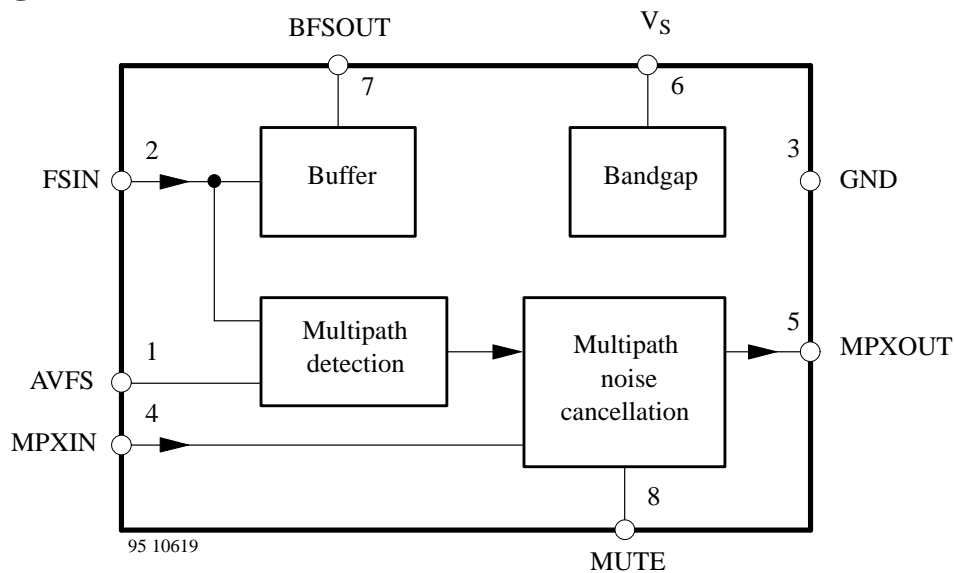 BFSOUT
VS
7
6
2
3
FSIN
Buffer
Bandgap
GND
Multipath
detection
Multipath
noise
cancellation
5
MPXOUT
1
AVFS
4
MPXIN
8
95 10619
MUTE